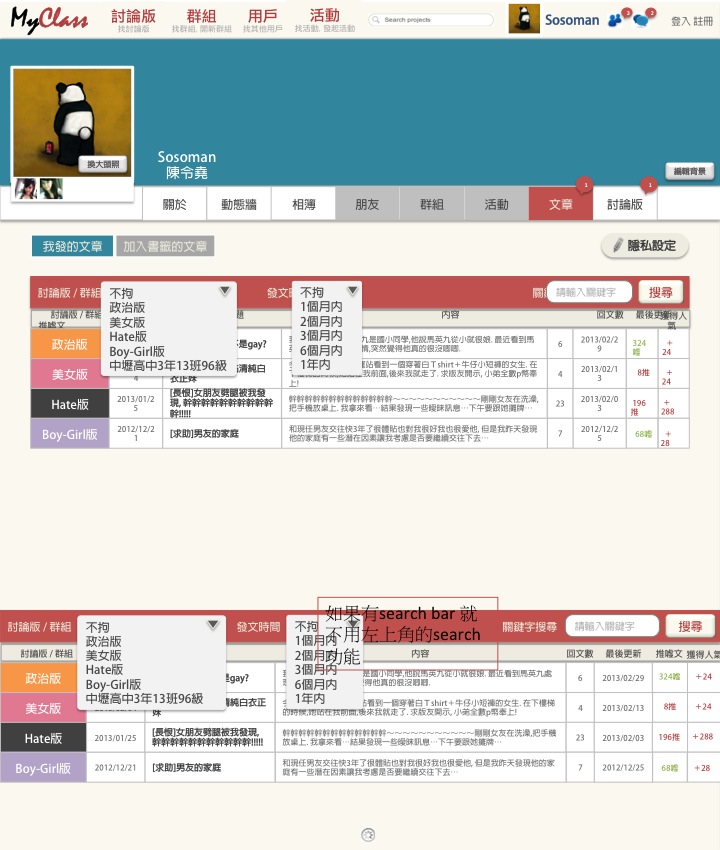 MyClass
討論版
找討論版
群組
找群組, 開新群組
用戶
找其他用戶
活動
找活動, 發起活動
Search projects
Sosoman
3
2
登入 註冊
換大頭照
Sosoman
陳令堯
編輯背景
關於
動態牆
相簿
朋友
群組
活動
文章
1
討論版
1
我發的文章
加入書籤的文章
隱私設定
討論版 / 群組
不拘
政治版
美女版
Hate版
Boy-Girl版
中壢高中3年13班96級
發文時
不拘
1個月內
2個月內
3個月內
6個月內
1年內
請輸入關鍵字
搜尋
討論版 / 群組
推噓文
題
內容
回文數
最後更新
獲得人
氣
政治版
是gay?
九是國小同學,他說馬英九從小就很娘. 最近看到馬
情,突然覺得他真的很沒卿卿.
6
2013/02/2
9
324
噓
+
24
美女版
清純白
衣正妹
站看到一個穿著白T shirt＋牛仔小短褲的女生. 在
在我前面,後來我就走了. 求版友開示, 小弟全數p幣奉
上!
4
2013/02/1
3
8推
+
24
Hate版
2013/01/2
5
[長恨]女朋友劈腿被我發
現, 幹幹幹幹幹幹幹幹幹幹
幹幹!!!!!
幹幹幹幹幹幹幹幹幹幹幹～～～～～～～～～～～剛剛女友在洗澡,
把手機放桌上. 我拿來看⋯結果發現一些曖昧訊息⋯下午要跟她攤牌⋯
23
2013/02/0
3
196
推
+
288
Boy-Girl版
2012/12/2
1
[求助]男友的家庭
和現任男友交往快3年了很體貼也對我很好我也很愛他, 但是我昨天發現
他的家庭有一些潛在因素讓我考慮是否要繼續交往下去⋯
7
2012/12/2
5
68噓
+
28
如果有search bar 就
不用左上角的search
功能
討論版 / 群組
不拘
政治版
美女版
Hate版
Boy-Girl版
中壢高中3年13班96級
發文時間
不拘
1個月內
2個月內
3個月內
6個月內
1年內
關鍵字搜尋
請輸入關鍵字
搜尋
討論版 / 群組
內容
回文數
最後更新
推噓文
獲得人氣
政治版
是gay?
是國小同學,他說馬英九從小就很娘. 最近看到馬英九處
得他真的很沒卿卿.
6
2013/02/29
324噓
+24
美女版
清純白衣正
妹
站看到一個穿著白T shirt＋牛仔小短褲的女生. 在下樓梯
的時候,她站在我前面,後來我就走了. 求版友開示, 小弟全數p幣奉上!
4
2013/02/13
8推
+24
Hate版
2013/01/25
[長恨]女朋友劈腿被我發現,
幹幹幹幹幹幹幹幹幹幹幹幹!!!!!
幹幹幹幹幹幹幹幹幹幹幹～～～～～～～～～～～剛剛女友在洗澡, 把手機
放桌上. 我拿來看⋯結果發現一些曖昧訊息⋯下午要跟她攤牌⋯
23
2013/02/03
196推
+288
Boy-Girl版
2012/12/21
[求助]男友的家庭
和現任男友交往快3年了很體貼也對我很好我也很愛他, 但是我昨天發現他的家
庭有一些潛在因素讓我考慮是否要繼續交往下去⋯
7
2012/12/25
68噓
+28